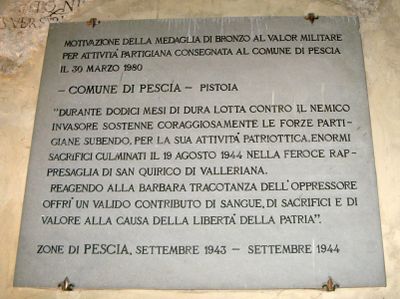 MOTIVAZIONE DELLA MEDAGLIA DI BRONZO AL VALOR MILITARE
PER ATTIVITÀ PARTIGIANA CONSEGNATA AL COMUNE DI PESCIA
IL 30 MARZO 1980
– COMUNE DI PESCIA – PISTOIA
"DURANTE DODICI MESI DI DURA LOTTA CONTRO IL NEMICO
INVASORE SOSTENNE CORAGGIOSAMENTE LE FORZE PARTI-
GIANE SUBENDO, PER LA SUA ATTIVITÀ PATRIOTTICA, ENORMI
SACRIFICI CULMINATI IL 19 AGOSTO 1944 NELLA FEROCE RAP-
PRESAGLIA DI SAN QUIRICO DI VALLERIANA.
REAGENDO ALLA BARBARA TRACOTANZA DELL'OPPRESSORE
OFFRÌ UN VALIDO CONTRIBUTO DI SANGUE, DI SACRIFICI E DI
VALORE ALLA CAUSA DELLA LIBERTÀ DELLA PATRIA".
ZONE DI PESCIA, SETTEMBRE 1943 – SETTEMBRE 1944